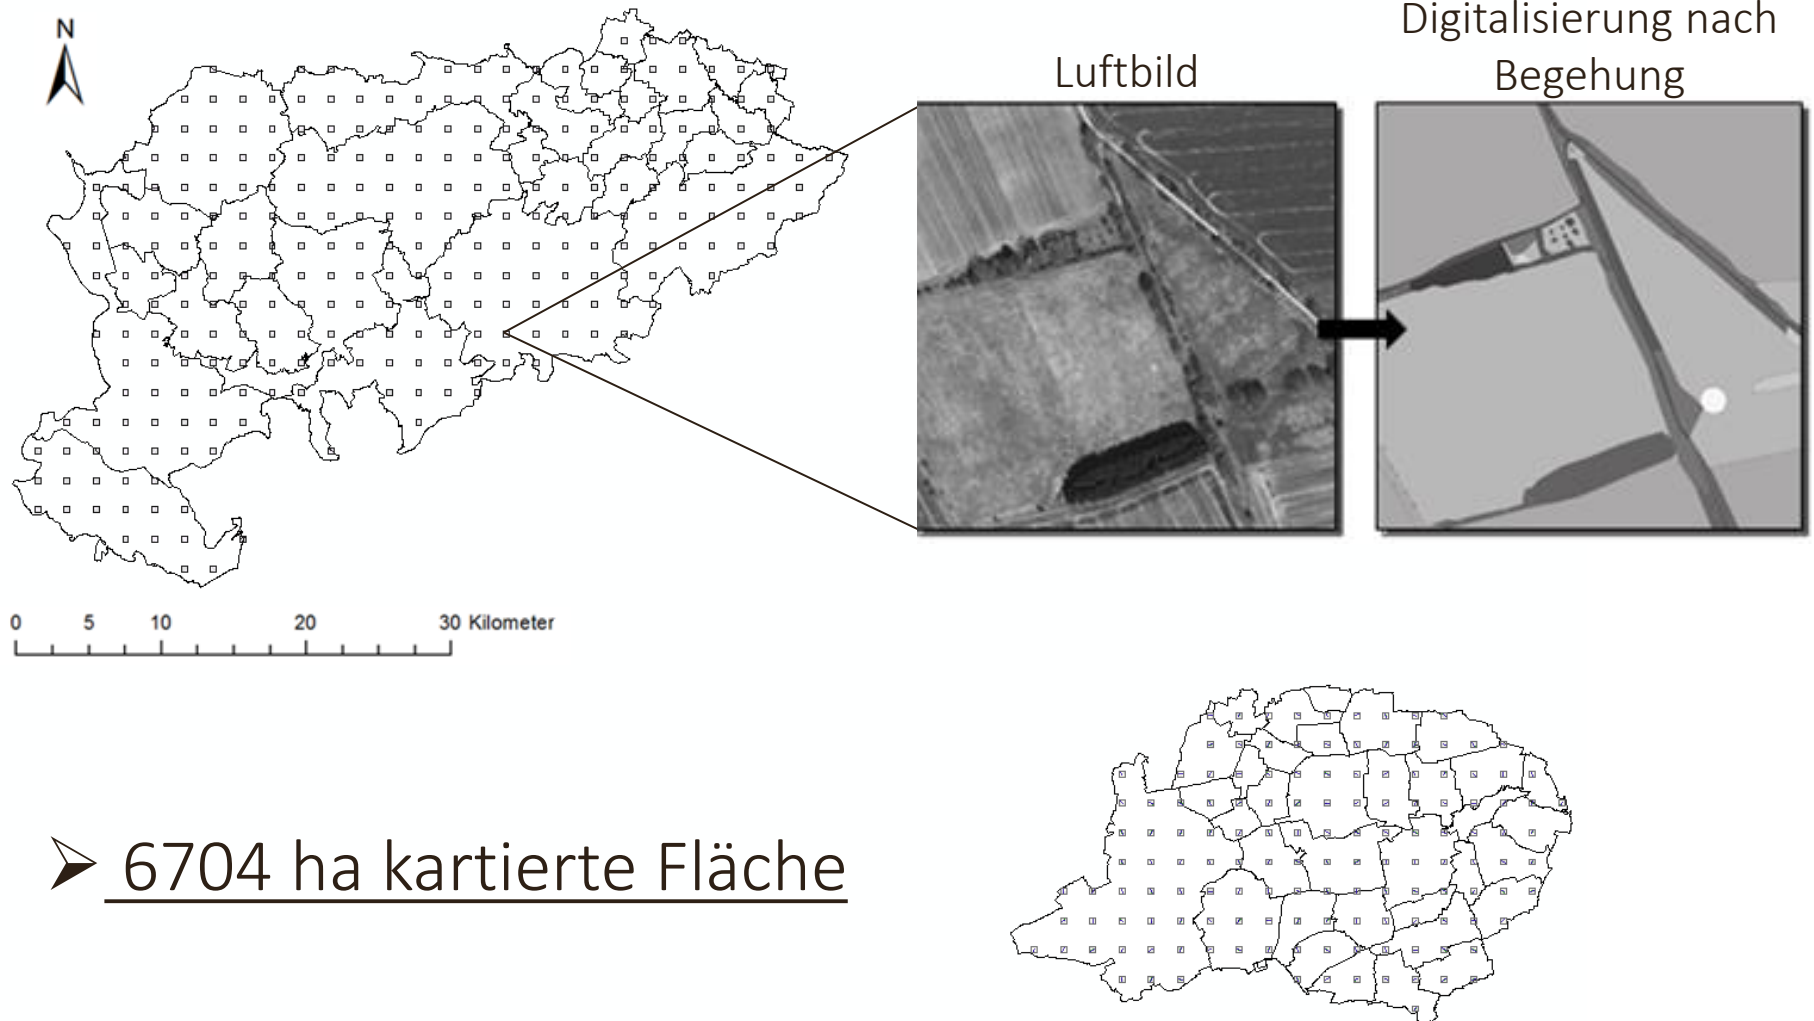 N
Luftbild
Digitalisierung nach
Begehung
0 5 10 20 30 Kilometer
6704 ha kartierte Fläche